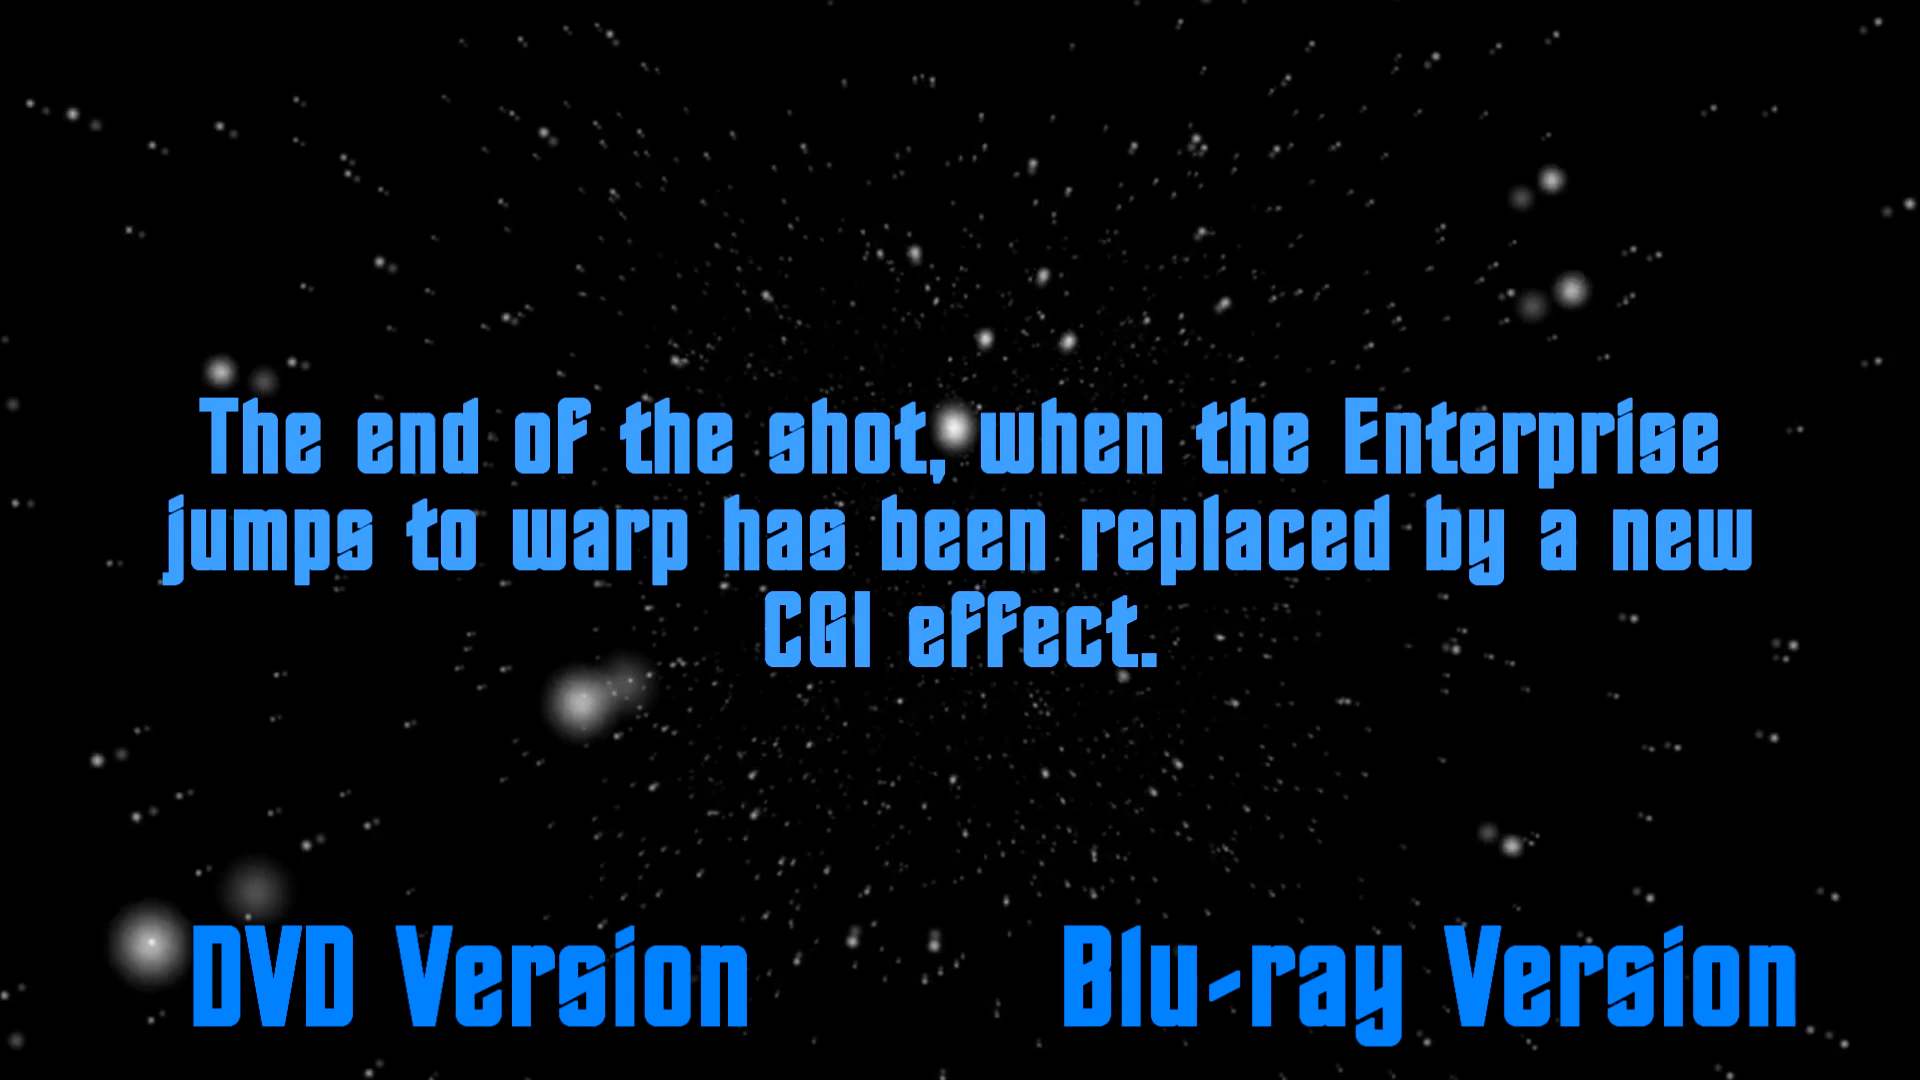 The end of the shot, when the Enterprise
jumps to warp has been replaced by a new
CGI effect.
DVD Version
Blu-ray Version